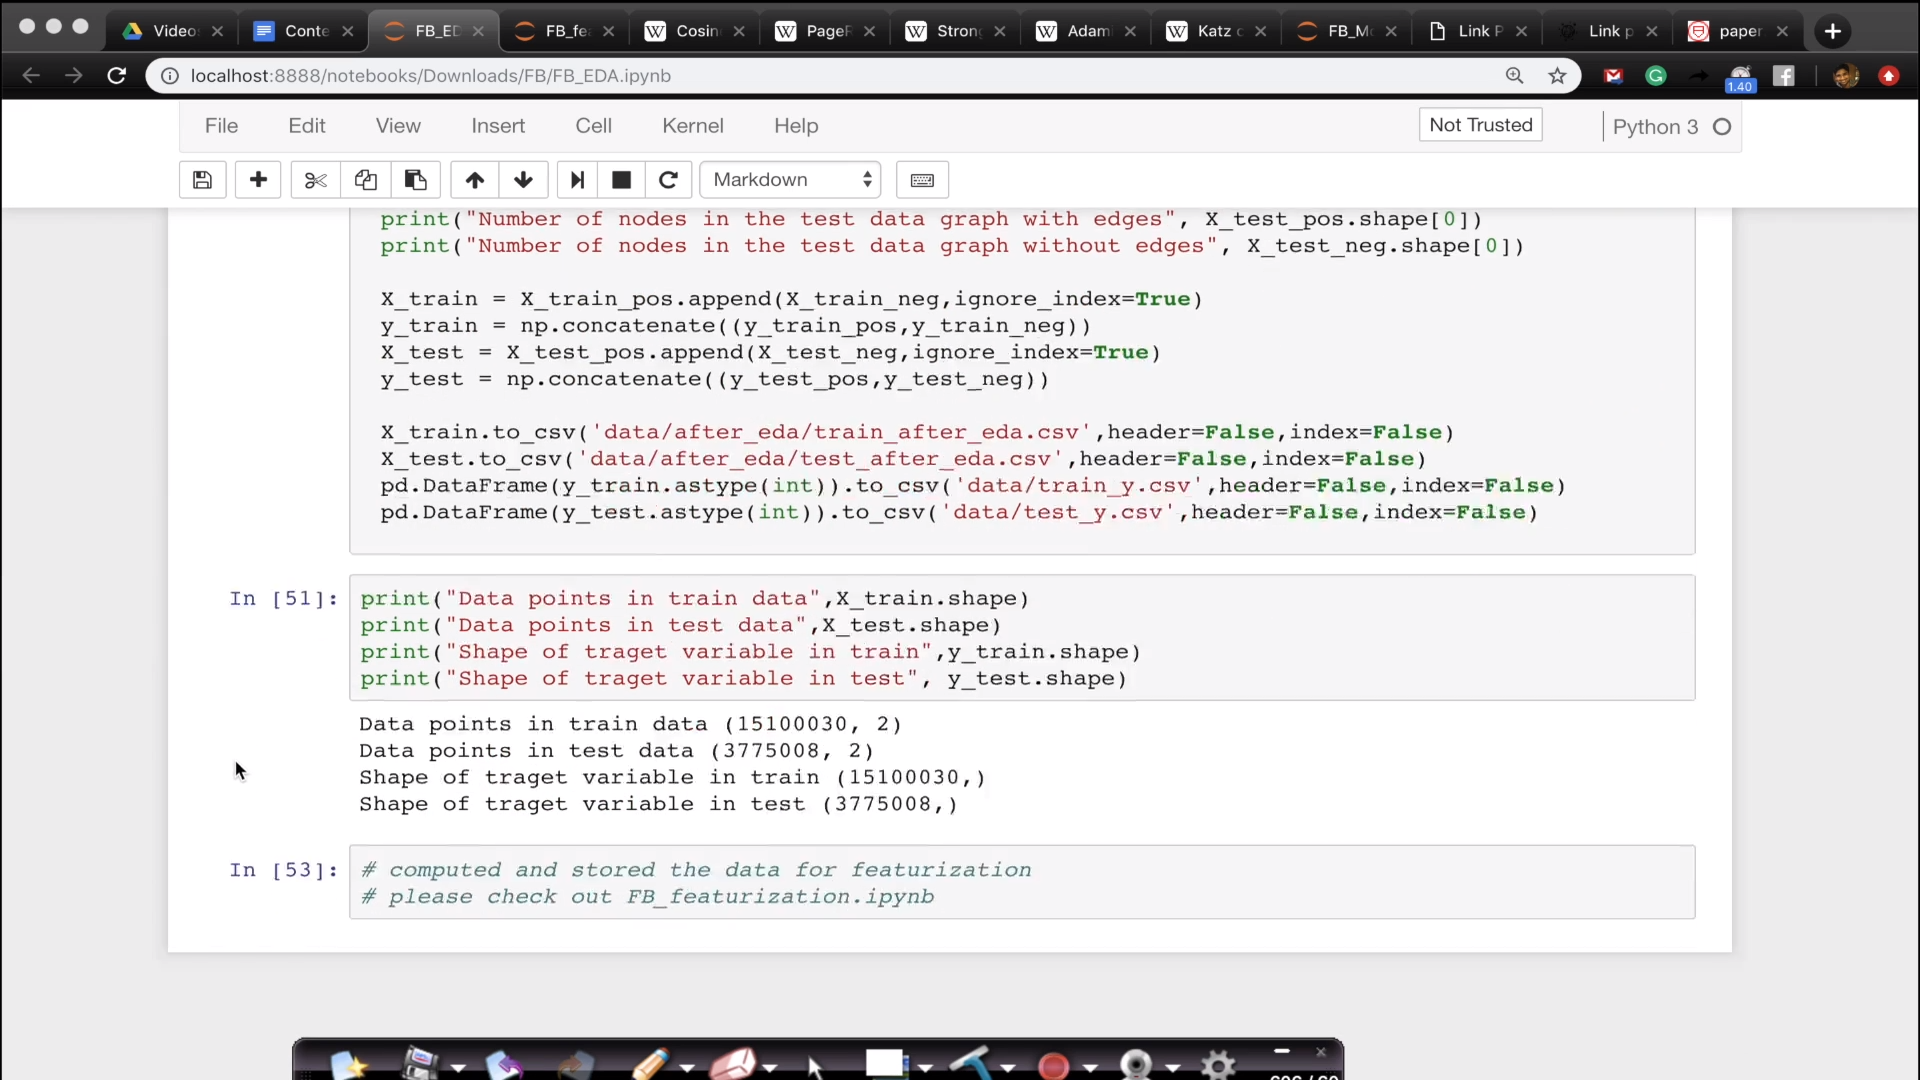 Video
Conte
FB_ED
FB_fea
Cosin
PageR
Strong
Adami
Katz c
FB_Mo
Link P
Link p
paper
localhost:8888/notebooks/Downloads/FB/FB_EDA.ipynb
1.40
File Edit View Insert Cell Kernel Help
Not Trusted
Python 3
Markdown
print("Number of nodes in the test data graph with edges", X_test_pos.shape[0])
print("Number of nodes in the test data graph without edges", X_test_neg.shape[0])
X_train = X_train_pos.append(X_train_neg,ignore_index=True)
y_train = np.concatenate((y_train_pos,y_train_neg))
X_test = X_test_pos.append(X_test_neg,ignore_index=True)
y_test = np.concatenate((y_test_pos,y_test_neg))
X_train.to_csv('data/after_eda/train_after_eda.csv',header=False,index=False)
X_test.to_csv('data/after_eda/test_after_eda.csv',header=False,index=False)
pd.DataFrame(y_train.astype(int)).to_csv('data/train_y.csv',header=False,index=False)
pd.DataFrame(y_test.astype(int)).to_csv('data/test_y.csv',header=False,index=False)
In [51]: print("Data points in train data",X_train.shape)
print("Data points in test data",X_test.shape)
print("Shape of traget variable in train",y_train.shape)
print("Shape of traget variable in test", y_test.shape)
Data points in train data (15100030, 2)
Data points in test data (3775008, 2)
Shape of traget variable in train (15100030,)
Shape of traget variable in test (3775008,)
In [53]: # computed and stored the data for featurization
# please check out FB_featurization.ipynb